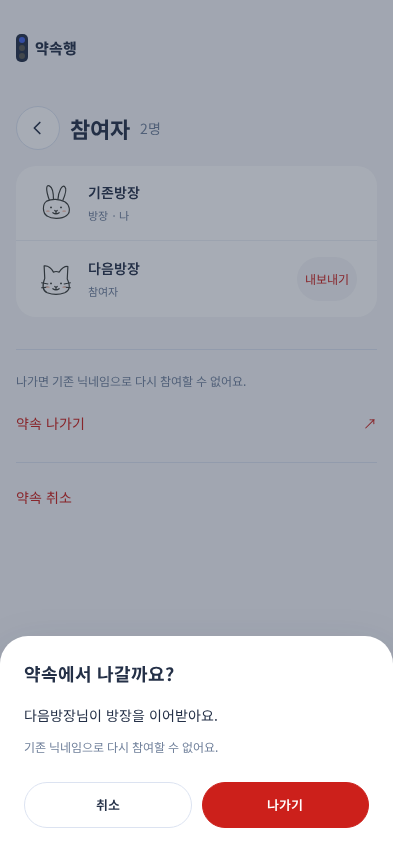 약속행
참여자 2명
기존방장
방장 · 나
다음방장
참여자
내보내기
나가면 기존 닉네임으로 다시 참여할 수 없어요.
약속 나가기 ↗
약속 취소
약속에서 나갈까요?
다음방장님이 방장을 이어받아요.
기존 닉네임으로 다시 참여할 수 없어요.
취소
나가기